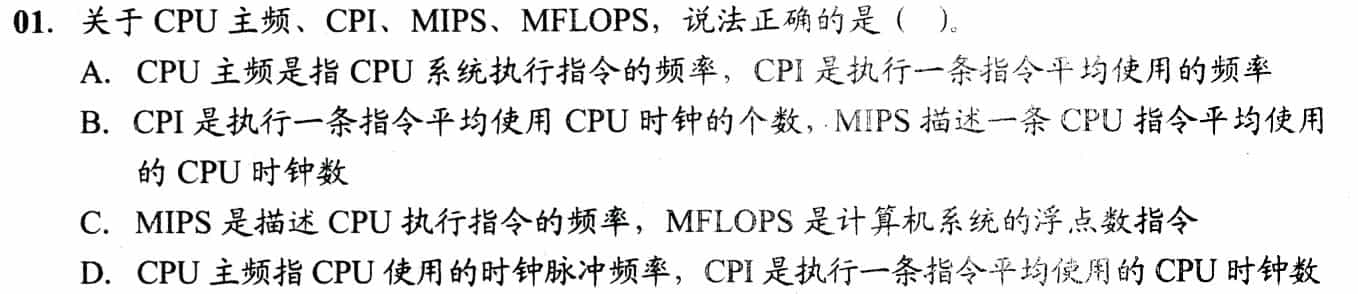 01. 关于 CPU 主频、CPI、MIPS、MFLOPS，说法正确的是（ ）。
A. CPU 主频是指 CPU 系统执行指令的频率，CPI 是执行一条指令平均使用的频率
B. CPI 是执行一条指令平均使用 CPU 时钟的个数，MIPS 描述一条 CPU 指令平均使用
的 CPU 时钟数
C. MIPS 是描述 CPU 执行指令的频率，MFLOPS 是计算机系统的浮点数指令
D. CPU 主频指 CPU 使用的时钟脉冲频率，CPI 是执行一条指令平均使用的 CPU 时钟数